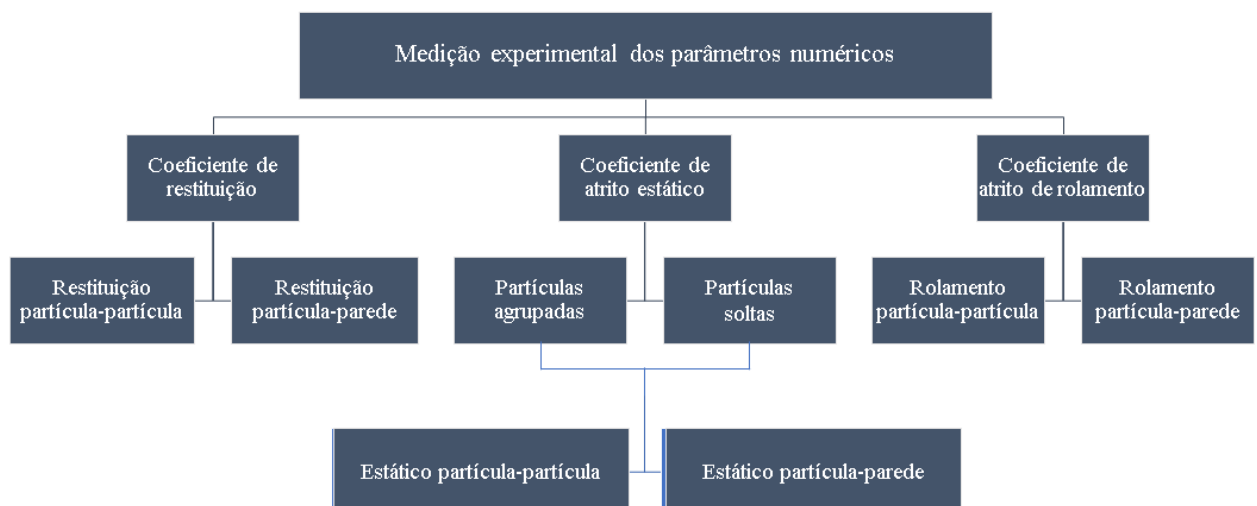 Medição experimental dos parâmetros numéricos
Coeficiente de
restituição
Coeficiente de
atrito estático
Coeficiente de
atrito de rolamento
Restituição
partícula-partícula
Restituição
partícula-parede
Partículas
agrupadas
Partículas
soltas
Rolamento
partícula-partícula
Rolamento
partícula-parede
Estático partícula-partícula
Estático partícula-parede